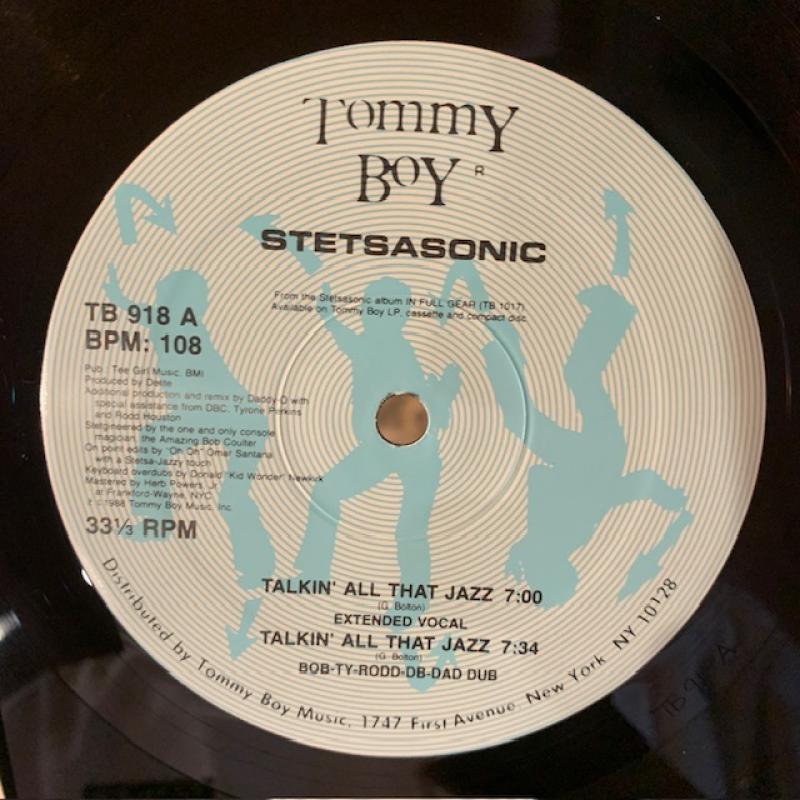 Tommy
BOY R
STETSASONIC
From the Stetsasonic album IN FULL GEAR (TB 1017)
Available on Tommy Boy LP, cassette and compact disc.
TB 918 A
BPM: 108
Pub: Tee Girl Music, BMI
Produced by Delite
Additional production and remix by Daddy-O with
special assistance from DBC, Tyrone Perkins
and Rodd Houston
Stetgineered by the one and only console
magician, the Amazing Bob Coulter
On point edits by "Oh Oh" Omar Santana
with a Stetsa-Jazzy touch
Keyboard overdubs by Donald "Kid Wonder" Newkirk
Mastered by Herb Powers, Jr.
at Frankford-Wayne, NYC
℗ © 1988 Tommy Boy Music, Inc.
33⅓ RPM
TALKIN' ALL THAT JAZZ 7:00
(G. Bolton)
EXTENDED VOCAL
TALKIN' ALL THAT JAZZ 7:34
(G. Bolton)
BOB-TY-RODD-DB-DAD DUB
Distributed by Tommy Boy Music, 1747 First Avenue, New York NY 10128